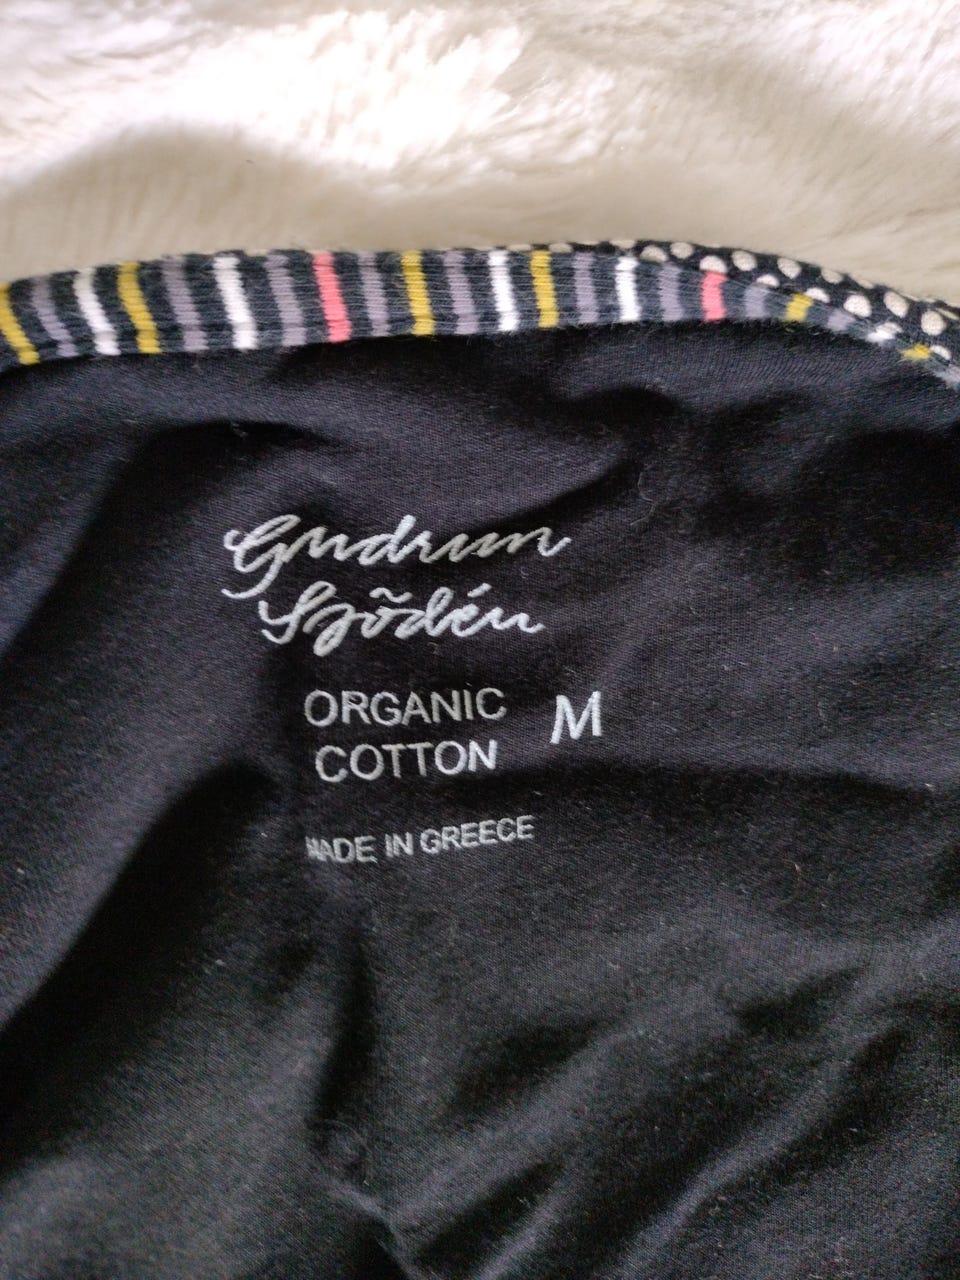 Gudrun
Sjödén
ORGANIC
COTTON
M
MADE IN GREECE